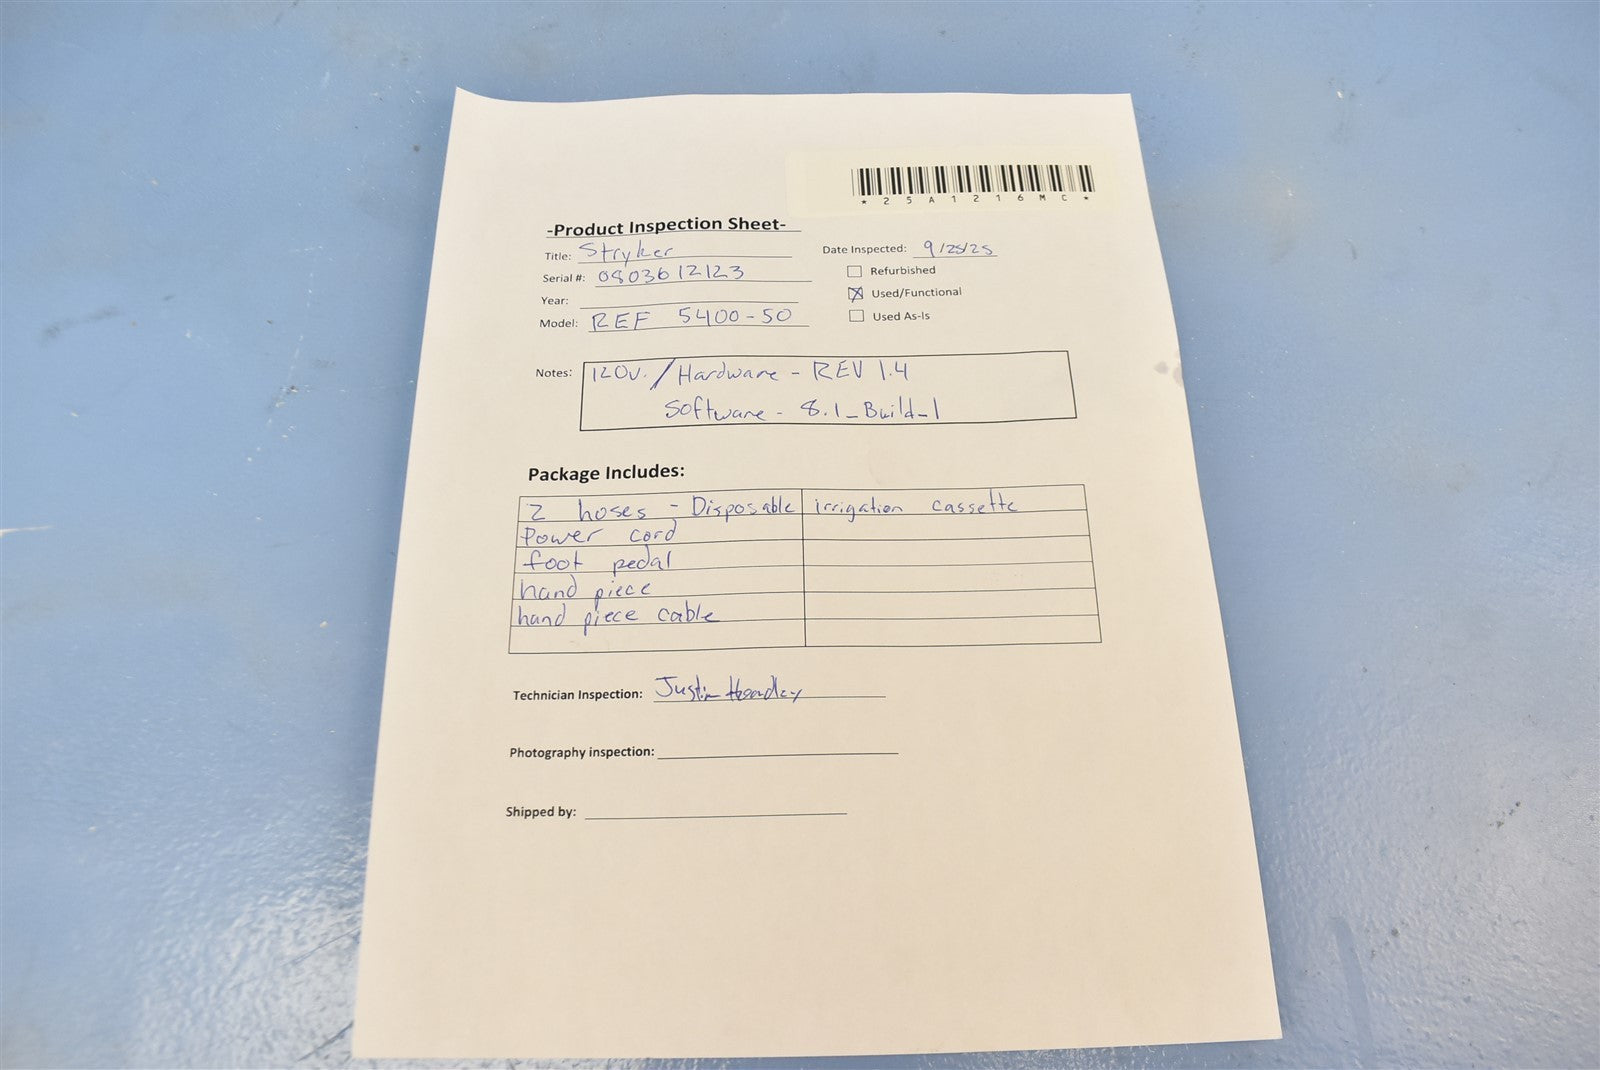 *25A1216MC*
-Product Inspection Sheet-
Title: Stryker
Date Inspected: 9/25/25
Serial #: 0803612123
Refurbished
Year:
Used/Functional
Model: REF 5400-50
Used As-Is
Notes: 120v. / Hardware - REV 1.4
Software - 8.1_Build_1
Package Includes:
2 hoses - Disposable irrigation cassette
Power cord
foot pedal
hand piece
hand piece cable
Technician Inspection: Justin
Photography inspection:
Shipped by: